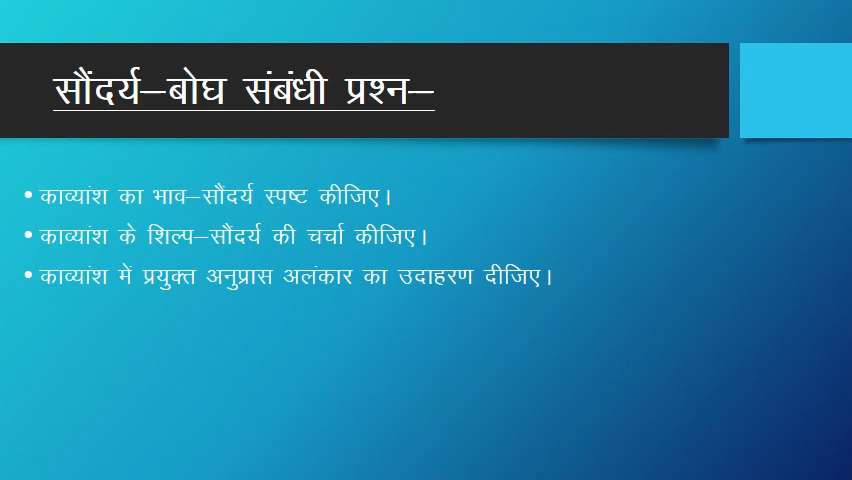 सौंदर्य–बोघ संबंधी प्रश्न–
• काव्यांश का भाव–सौंदर्य स्पष्ट कीजिए।
• काव्यांश के शिल्प–सौंदर्य की चर्चा कीजिए।
• काव्यांश में प्रयुक्त अनुप्रास अलंकार का उदाहरण दीजिए।